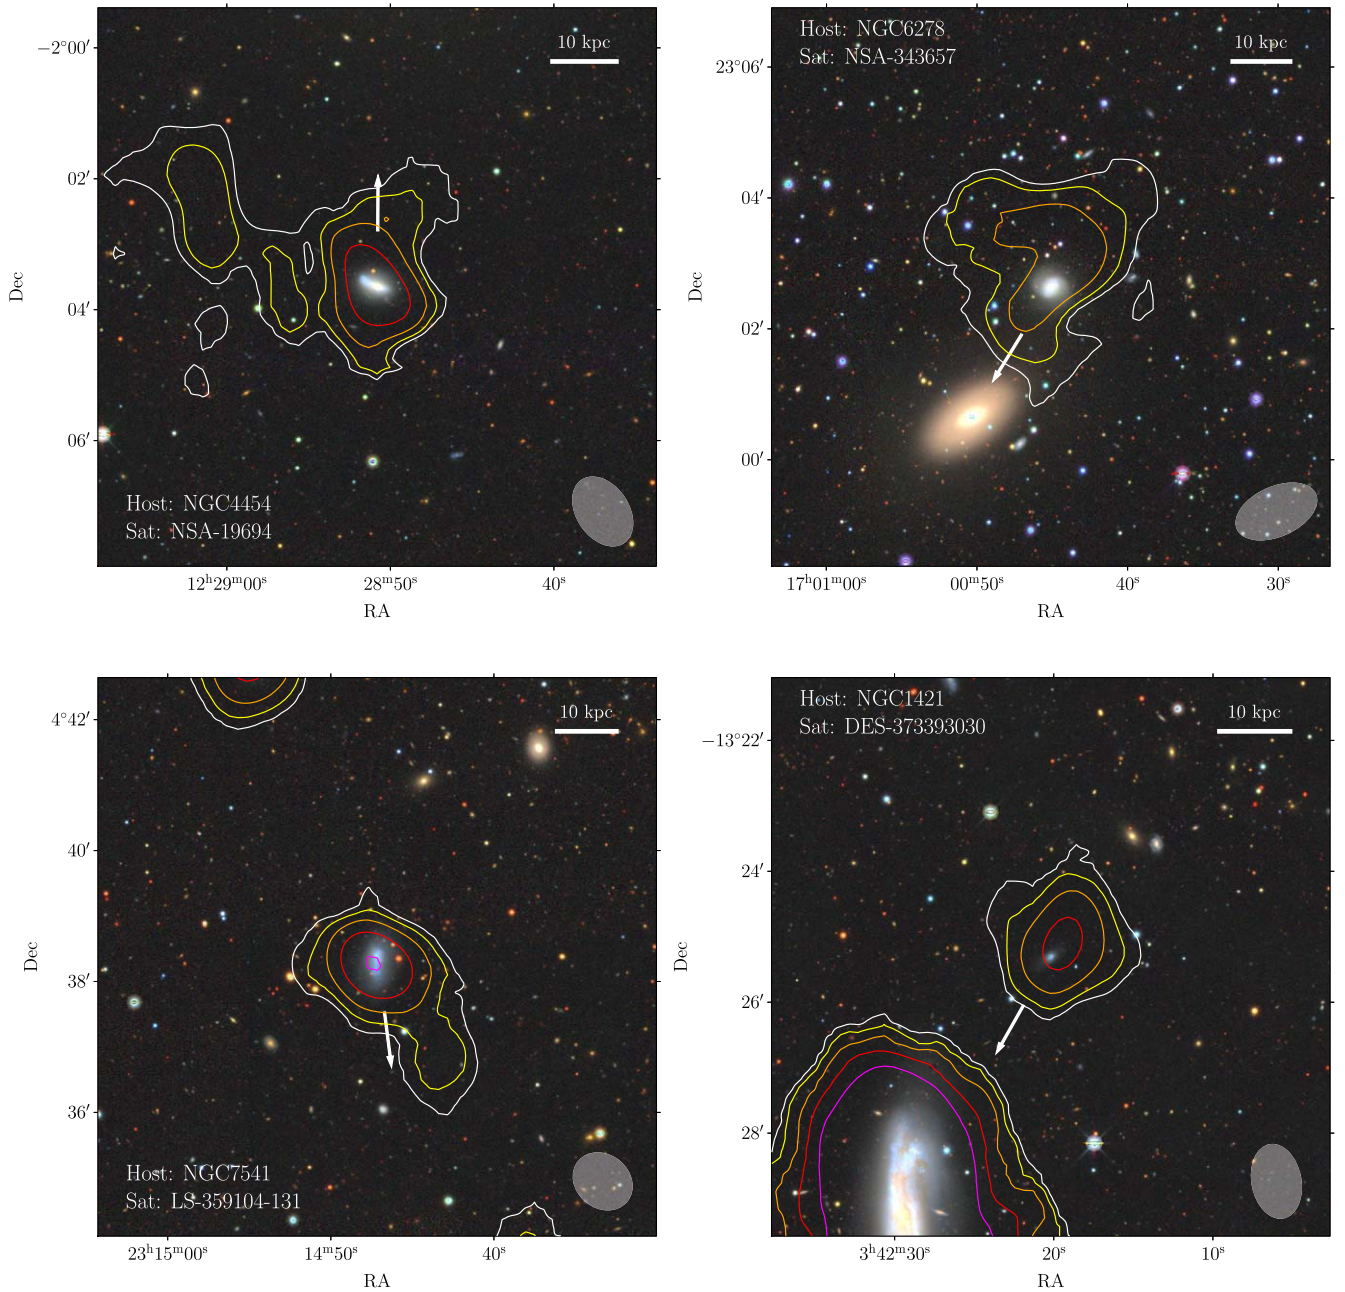 10 kpc
−2°00′
02′
04′
06′
Dec
Host: NGC4454
Sat: NSA-19694
12ʰ29ᵐ00ˢ
28ᵐ50ˢ
40ˢ
RA
Host: NGC6278
Sat: NSA-343657
10 kpc
23°06′
04′
02′
00′
Dec
17ʰ01ᵐ00ˢ
00ᵐ50ˢ
40ˢ
30ˢ
RA
10 kpc
4°42′
40′
38′
36′
Dec
Host: NGC7541
Sat: LS-359104-131
23ʰ15ᵐ00ˢ
14ᵐ50ˢ
40ˢ
RA
Host: NGC1421
Sat: DES-373393030
10 kpc
−13°22′
24′
26′
28′
Dec
3ʰ42ᵐ30ˢ
20ˢ
10ˢ
RA